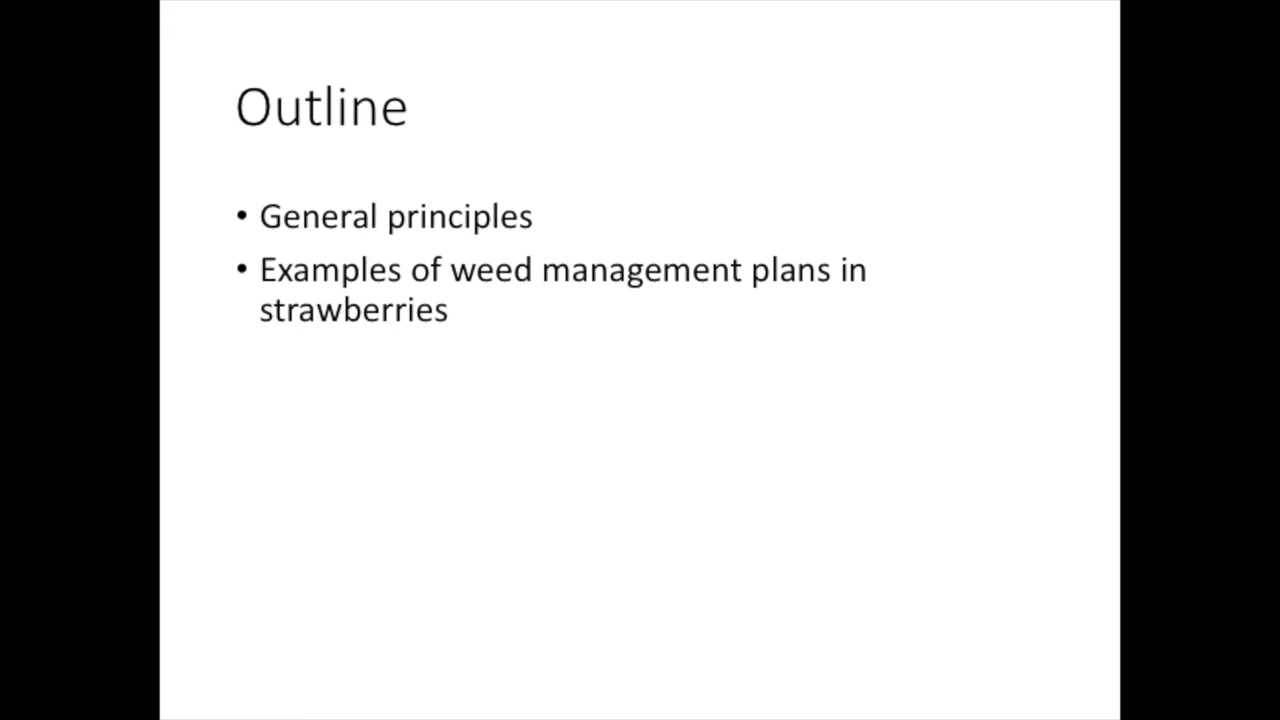 Outline
• General principles
• Examples of weed management plans in
strawberries